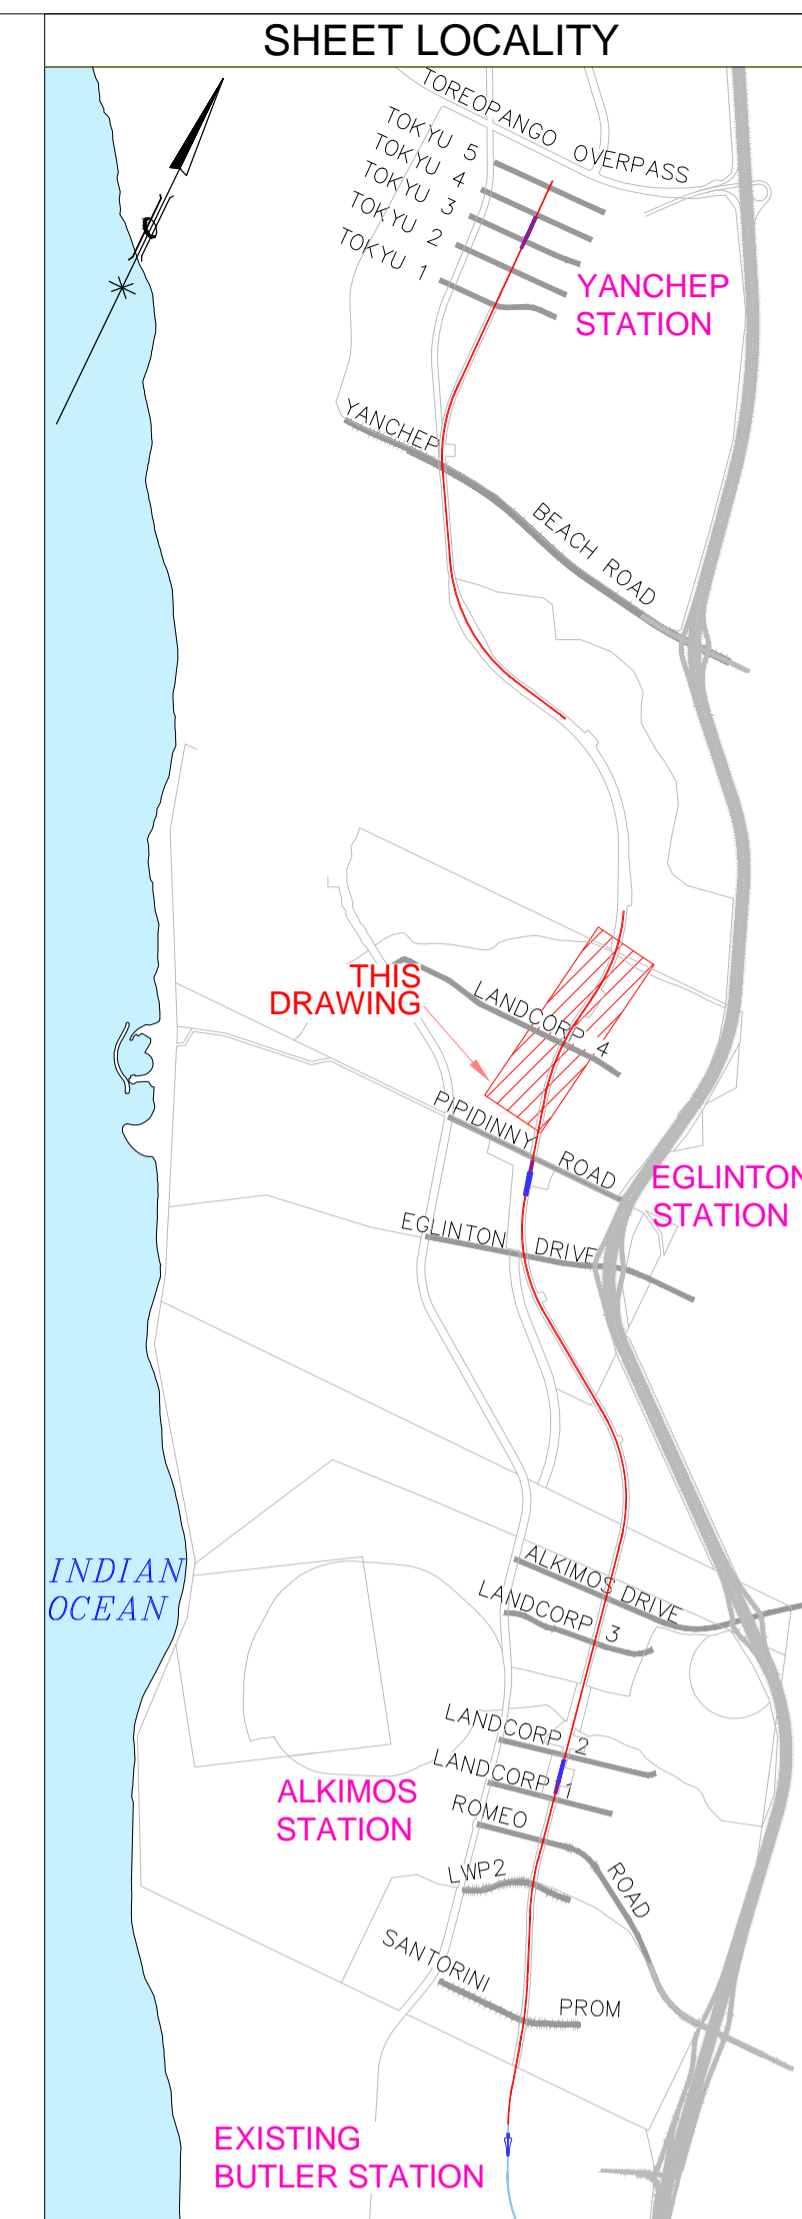 SHEET LOCALITY
TOREOPANGO OVERPASS
TOKYU 5
TOKYU 4
TOKYU 3
TOKYU 2
TOKYU 1
YANCHEP
STATION
YANCHEP BEACH ROAD
THIS
DRAWING
LANDCORP 4
PIPIDINNY ROAD
EGLINTON
STATION
EGLINTON DRIVE
INDIAN
OCEAN
ALKIMOS DRIVE
LANDCORP 3
LANDCORP 2
LANDCORP 1
ALKIMOS
STATION
ROMEO ROAD
LWP2
SANTORINI PROM
EXISTING
BUTLER STATION